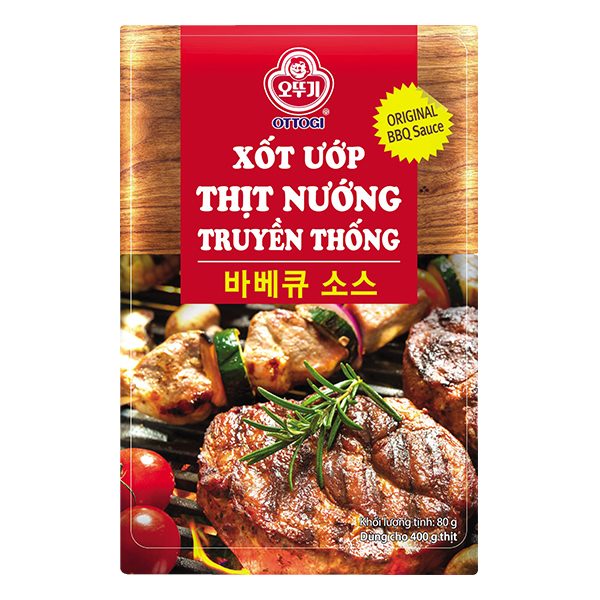 오뚜기
OTTOGI
ORIGINAL
BBQ Sauce
XỐT ƯỚP
THỊT NƯỚNG
TRUYỀN THỐNG
바베큐 소스
Khối lượng tịnh: 80 g
Dùng cho 400 g thịt